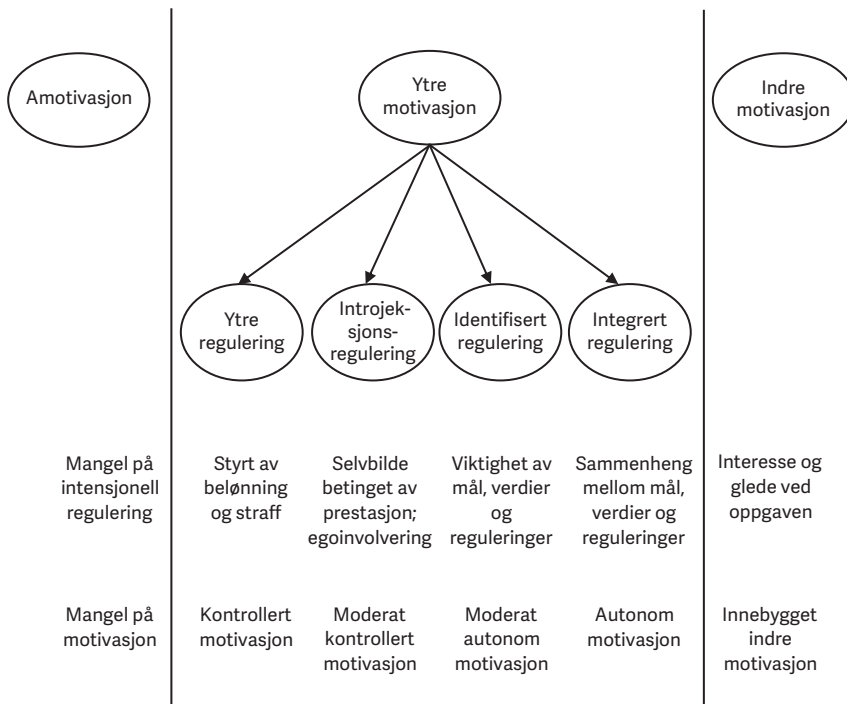 Amotivasjon
Ytre
motivasjon
Indre
motivasjon
Ytre
regulering
Introjek-
sjons-
regulering
Identifisert
regulering
Integrert
regulering
Mangel på
intensjonell
regulering
Styrt av
belønning
og straff
Selvbilde
betinget av
prestasjon;
egoinvolvering
Viktighet av
mål, verdier
og
reguleringer
Sammenheng
mellom mål,
verdier og
reguleringer
Interesse og
glede ved
oppgaven
Mangel på
motivasjon
Kontrollert
motivasjon
Moderat
kontrollert
motivasjon
Moderat
autonom
motivasjon
Autonom
motivasjon
Innebygget
indre
motivasjon